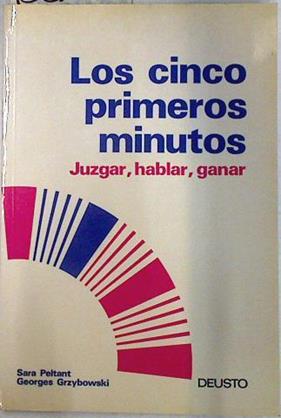 Los cinco
primeros
minutos
Juzgar, hablar, ganar
Sara Peltant
Georges Grzybowski
DEUSTO